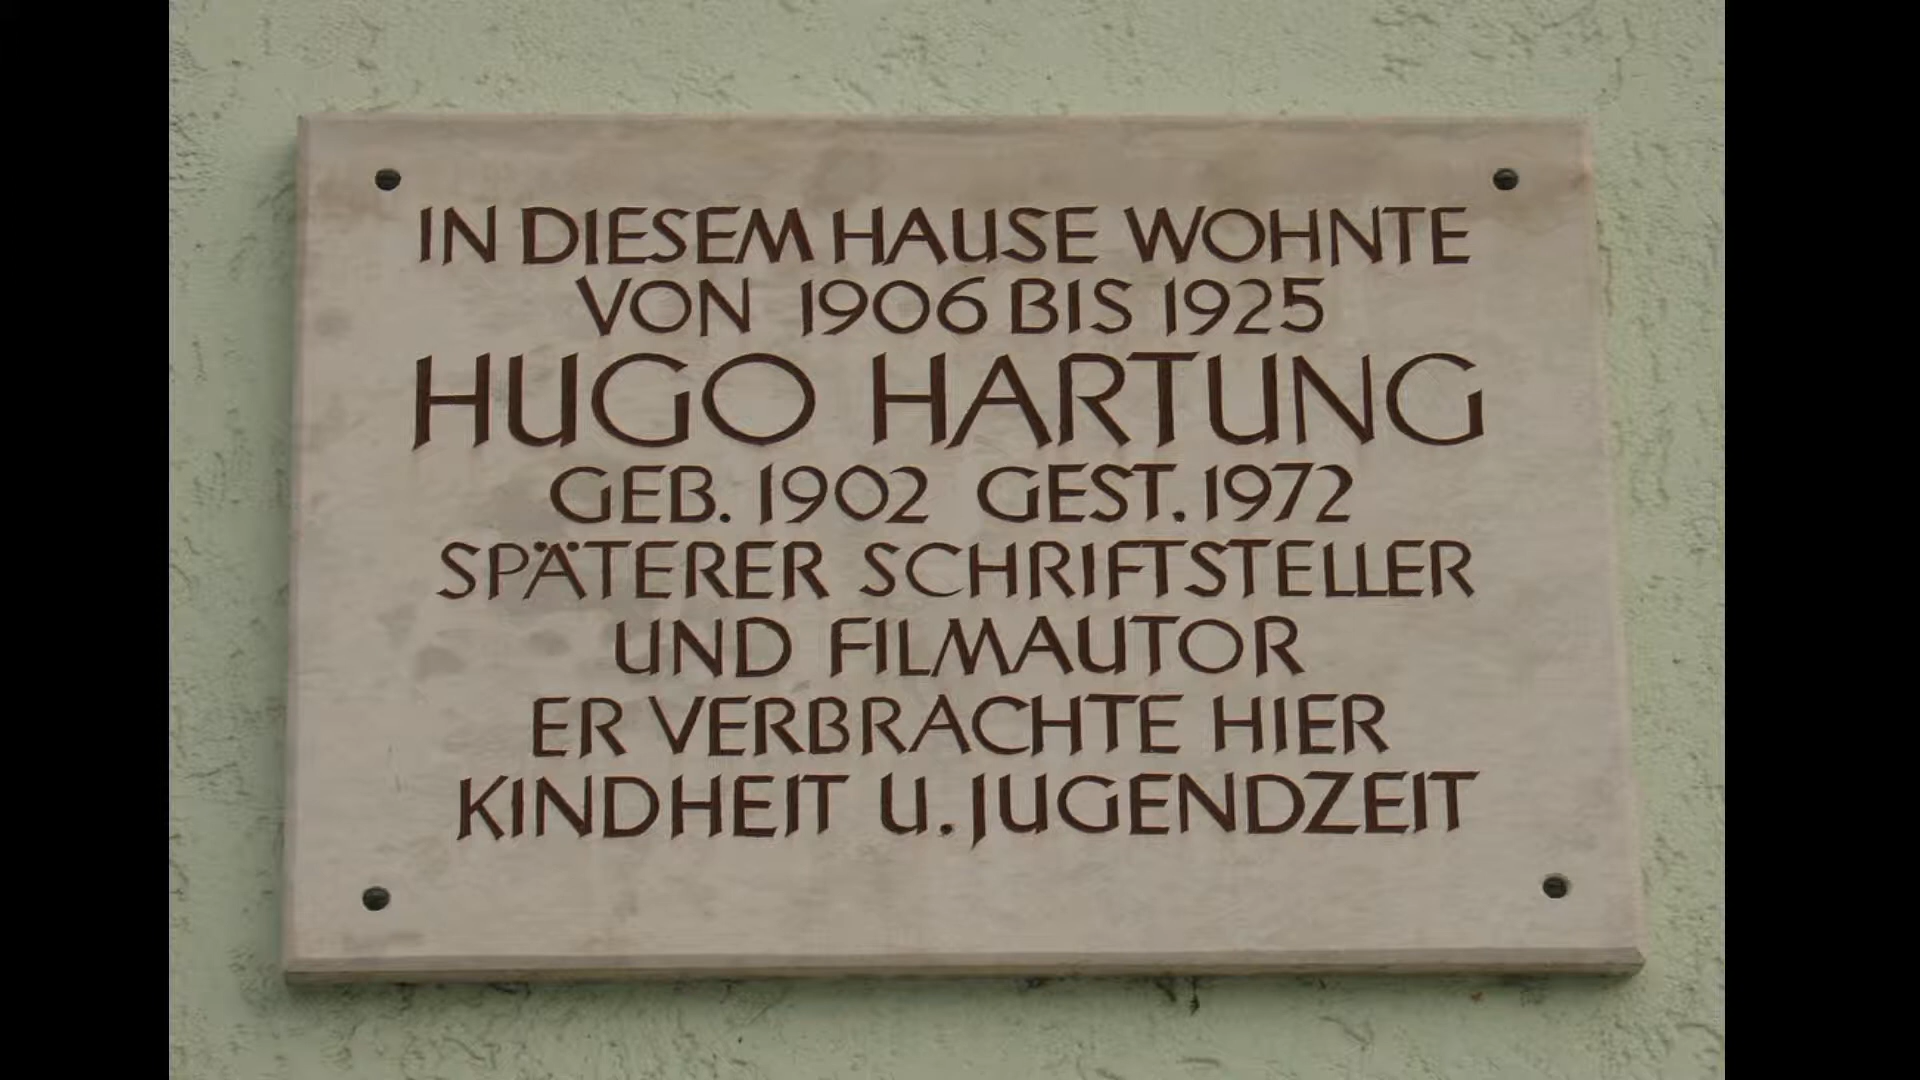 IN DIESEM HAUSE WOHNTE
VON 1906 BIS 1925
HUGO HARTUNG
GEB. 1902 GEST. 1972
SPÄTERER SCHRIFTSTELLER
UND FILMAUTOR
ER VERBRACHTE HIER
KINDHEIT U. JUGENDZEIT